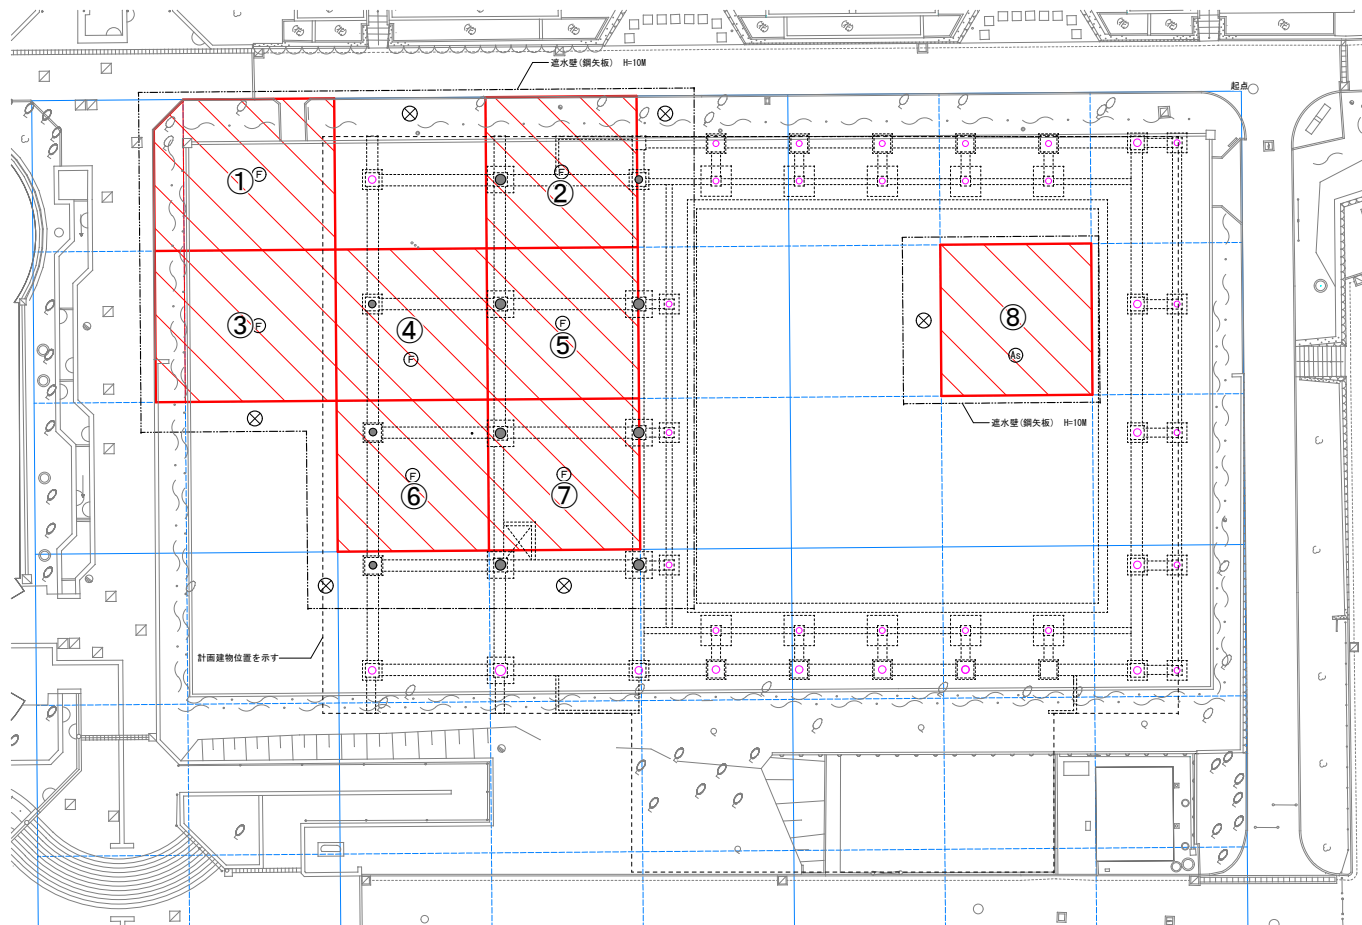 遮水壁(鋼矢板) H=10M
起点
① F
F
②
③ F
④
F
F
⑤
⑧
As
遮水壁(鋼矢板) H=10M
F
⑥
F
⑦
計画建物位置を示す